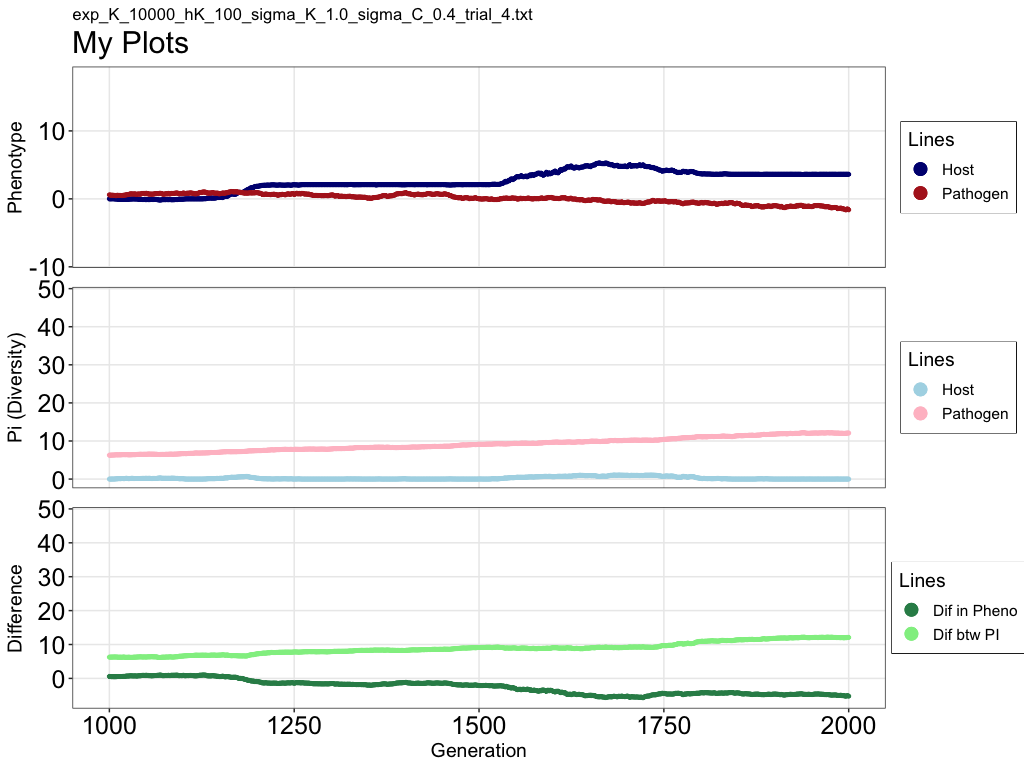 exp_K_10000_hK_100_sigma_K_1.0_sigma_C_0.4_trial_4.txt
My Plots
Phenotype
10
0
-10
Lines
Host
Pathogen
Pi (Diversity)
50
40
30
20
10
0
Lines
Host
Pathogen
Difference
50
40
30
20
10
0
Lines
Dif in Pheno
Dif btw PI
1000 1250 1500 1750 2000
Generation